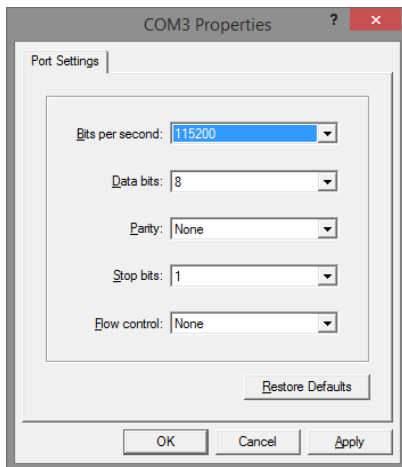 COM3 Properties ? ×
Port Settings
Bits per second: 115200
Data bits: 8
Parity: None
Stop bits: 1
Flow control: None
Restore Defaults
OK Cancel Apply